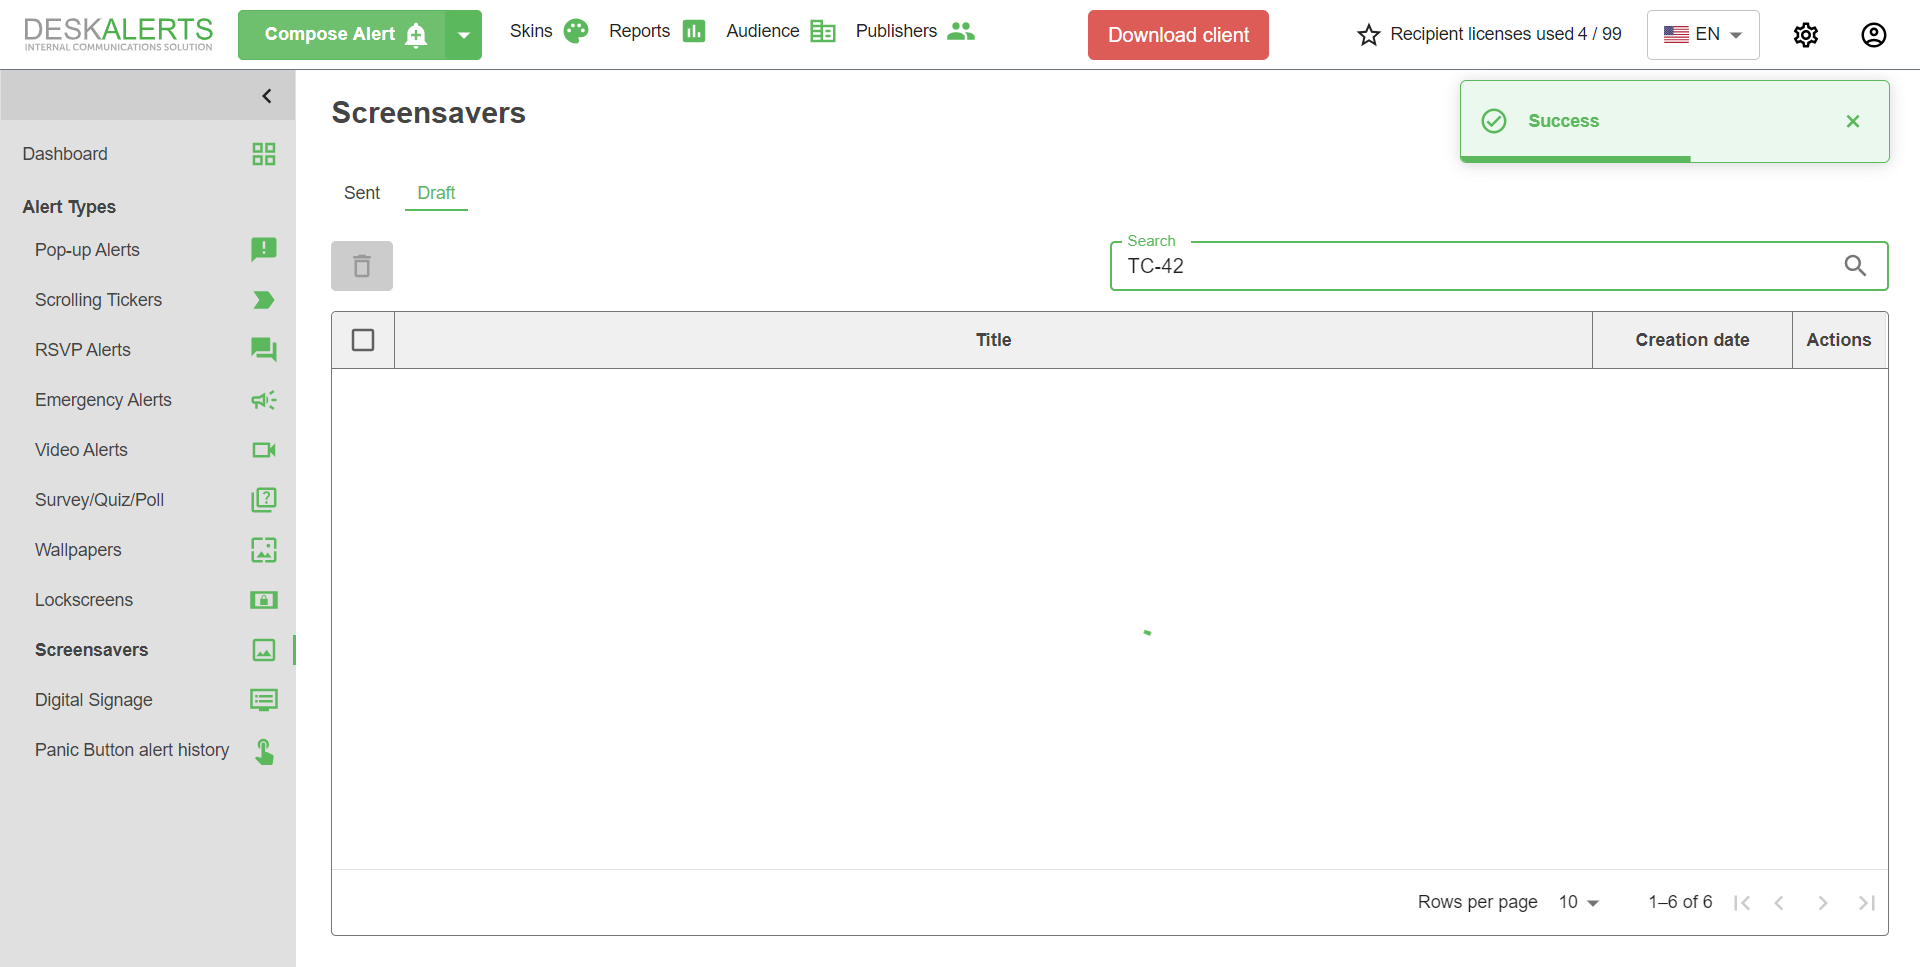 DESKALERTS
INTERNAL COMMUNICATIONS SOLUTION
Compose Alert
Skins
Reports
Audience
Publishers
Download client
Recipient licenses used 4 / 99
EN
Dashboard
Alert Types
Pop-up Alerts
Scrolling Tickers
RSVP Alerts
Emergency Alerts
Video Alerts
Survey/Quiz/Poll
Wallpapers
Lockscreens
Screensavers
Digital Signage
Panic Button alert history
Screensavers
Success
Sent
Draft
Search
TC-42
Title
Creation date
Actions
Rows per page
10
1–6 of 6